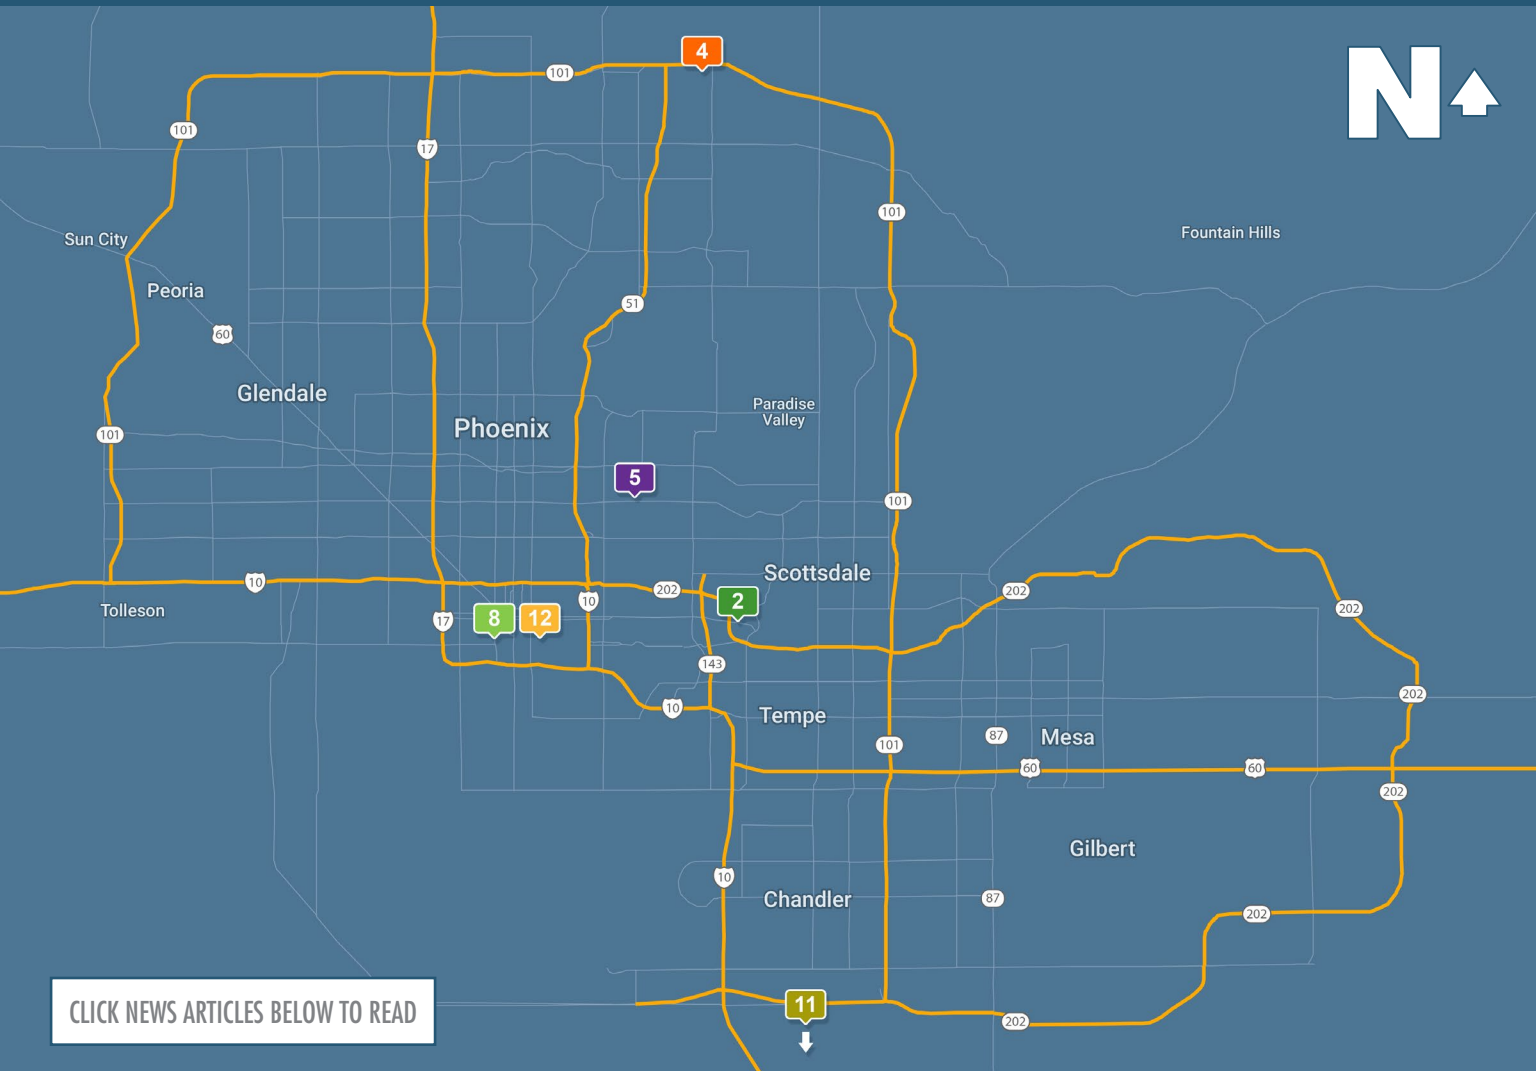 4
N
101
101
17
101
Fountain Hills
Sun City
Peoria
51
60
Glendale
Paradise
Valley
Phoenix
101
5
101
Scottsdale
10
202
202
10
2
202
Tolleson
8
12
17
143
202
10
Tempe
87
Mesa
101
60
60
202
Gilbert
10
Chandler
87
202
CLICK NEWS ARTICLES BELOW TO READ
11
202